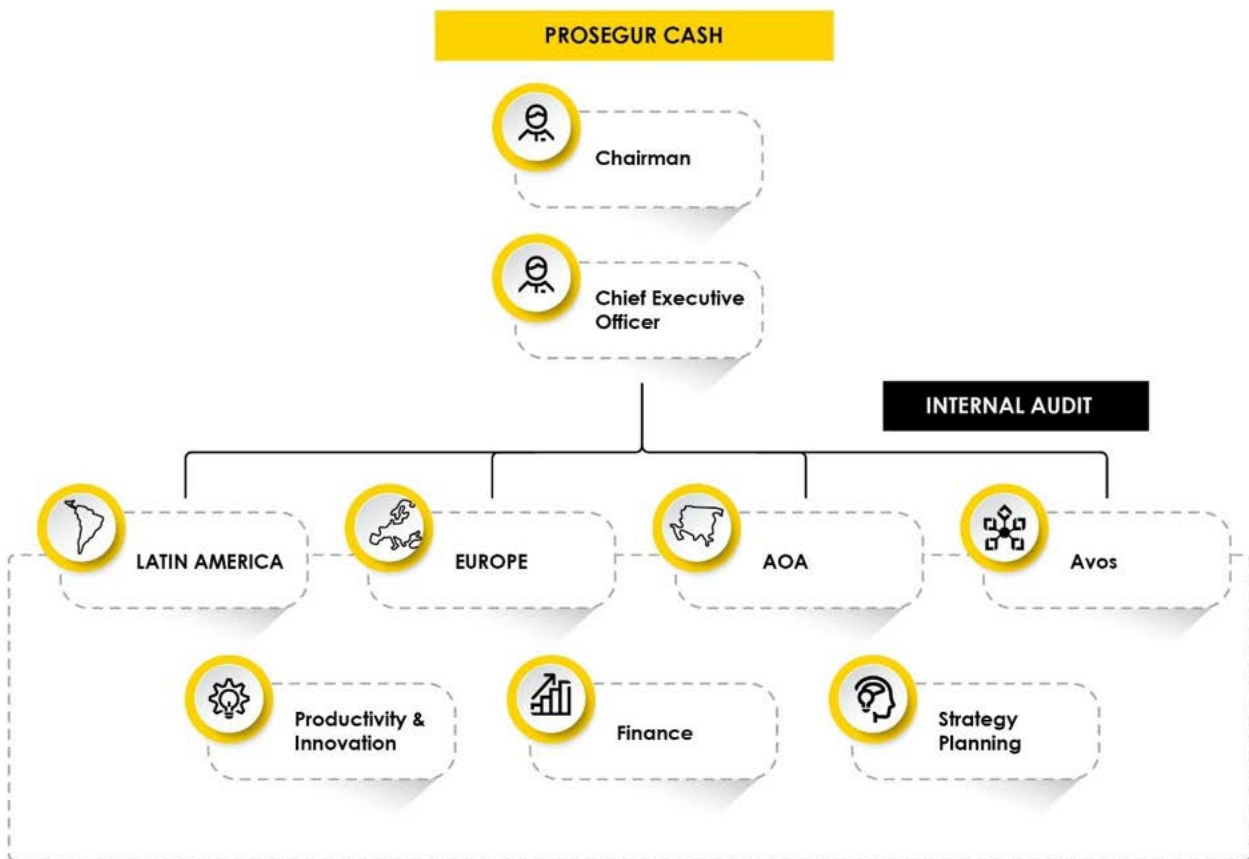 PROSEGUR CASH
Chairman
Chief Executive
Officer
INTERNAL AUDIT
LATIN AMERICA
EUROPE
AOA
Avos
Productivity &
Innovation
Finance
Strategy
Planning